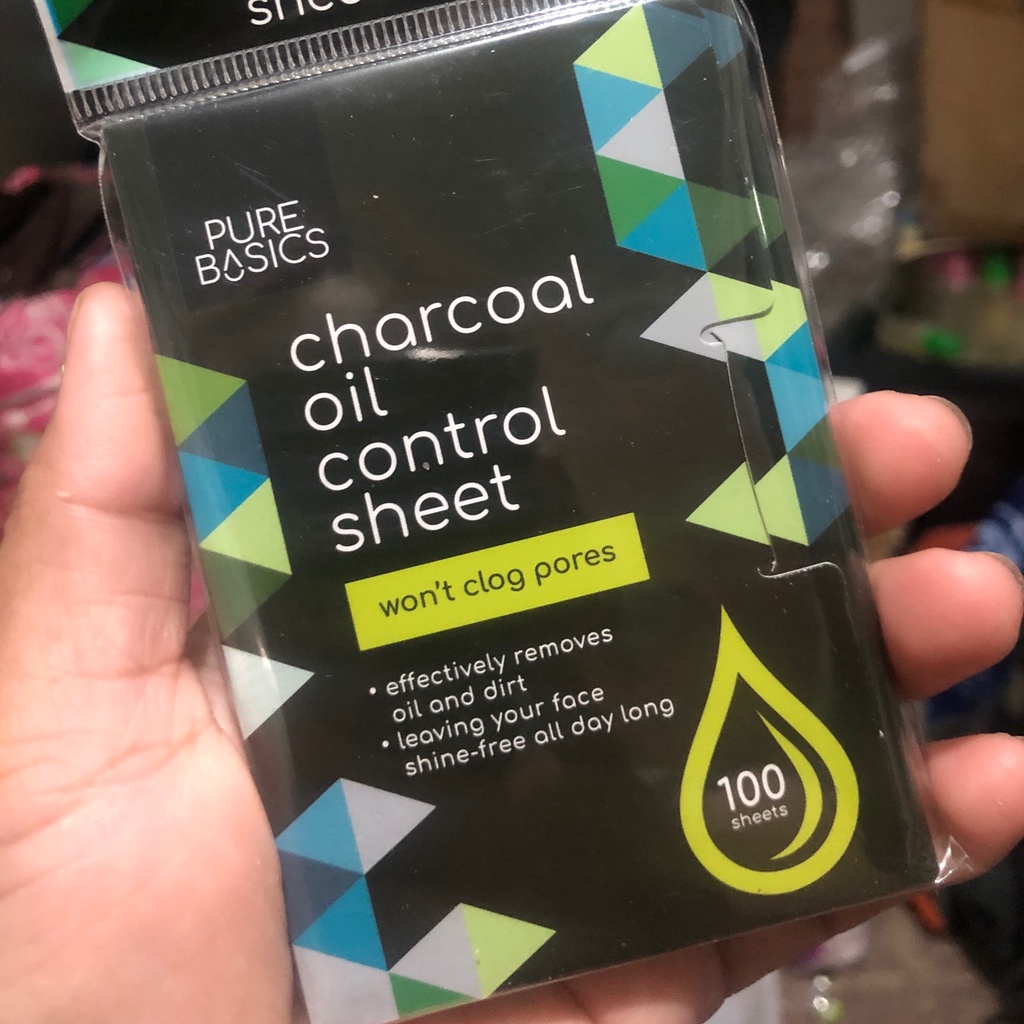 sheet
PURE
BASICS
charcoal
oil
control
sheet
won't clog pores
• effectively removes
oil and dirt
• leaving your face
shine-free all day long
100
sheets